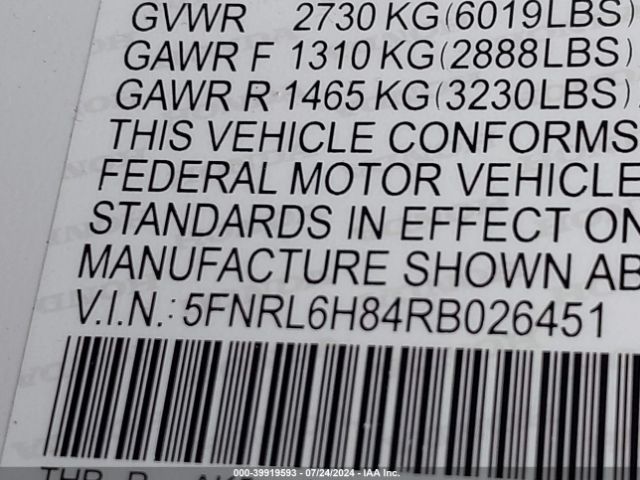 GVWR 2730 KG(6019LBS)
GAWR F 1310 KG(2888LBS)
GAWR R 1465 KG(3230LBS)
THIS VEHICLE CONFORMS
FEDERAL MOTOR VEHICLE
STANDARDS IN EFFECT ON
MANUFACTURE SHOWN AB
V.I.N.: 5FNRL6H84RB026451
000-39919593 - 07/24/2024 - IAA Inc.